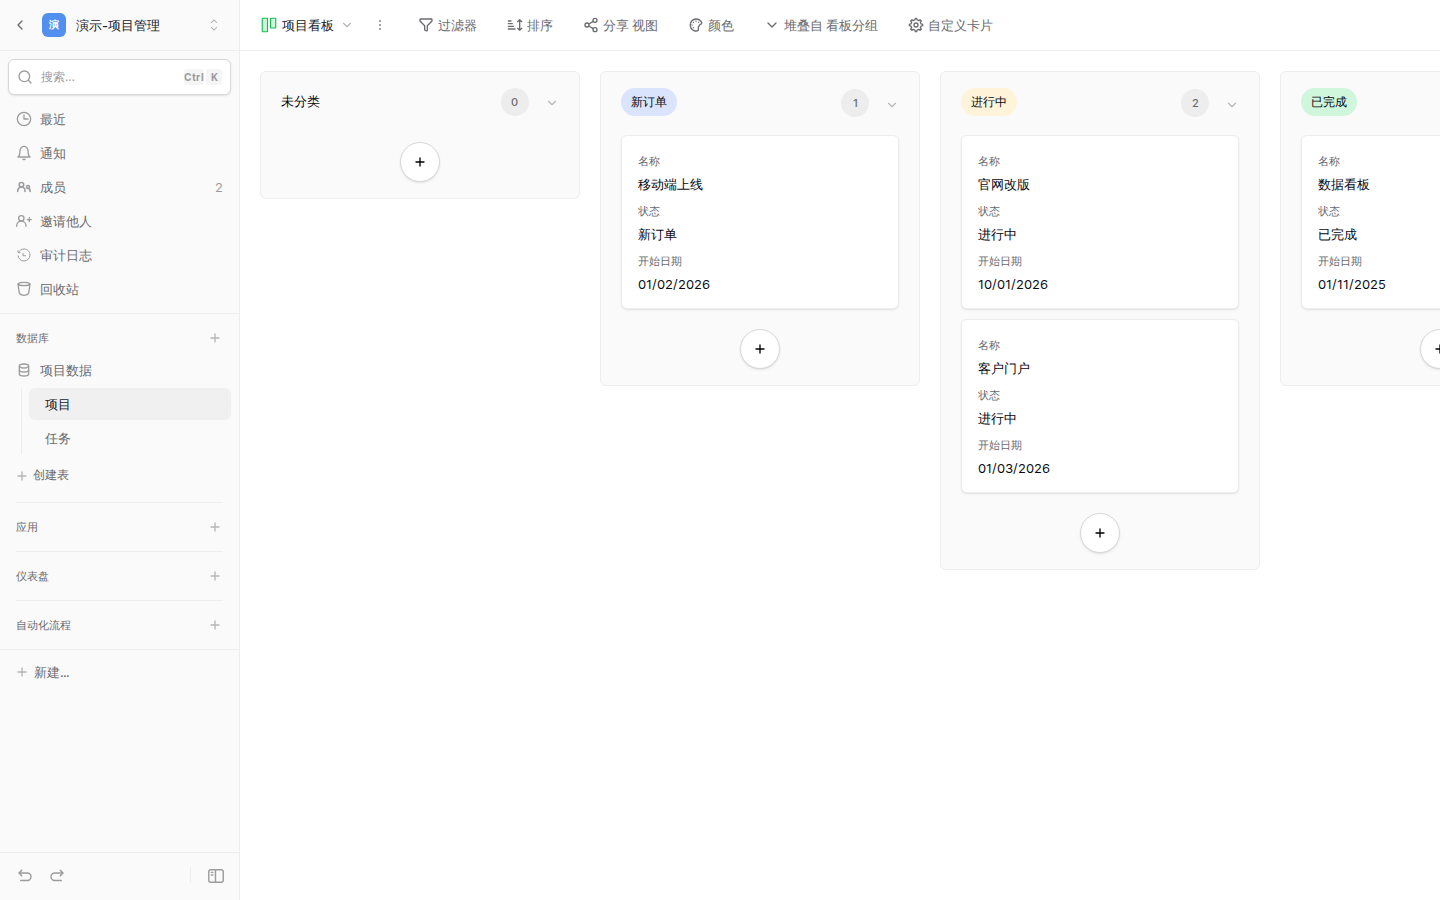 演 演示-项目管理
搜索... Ctrl K
最近
通知
成员 2
邀请他人
审计日志
回收站
数据库
项目数据
项目
任务
创建表
应用
仪表盘
自动化流程
新建...
项目看板 过滤器 排序 分享 视图 颜色 堆叠自 看板分组 自定义卡片
未分类 0
新订单 1
名称
移动端上线
状态
新订单
开始日期
01/02/2026
进行中 2
名称
官网改版
状态
进行中
开始日期
10/01/2026
名称
客户门户
状态
进行中
开始日期
01/03/2026
已完成
名称
数据看板
状态
已完成
开始日期
01/11/2025